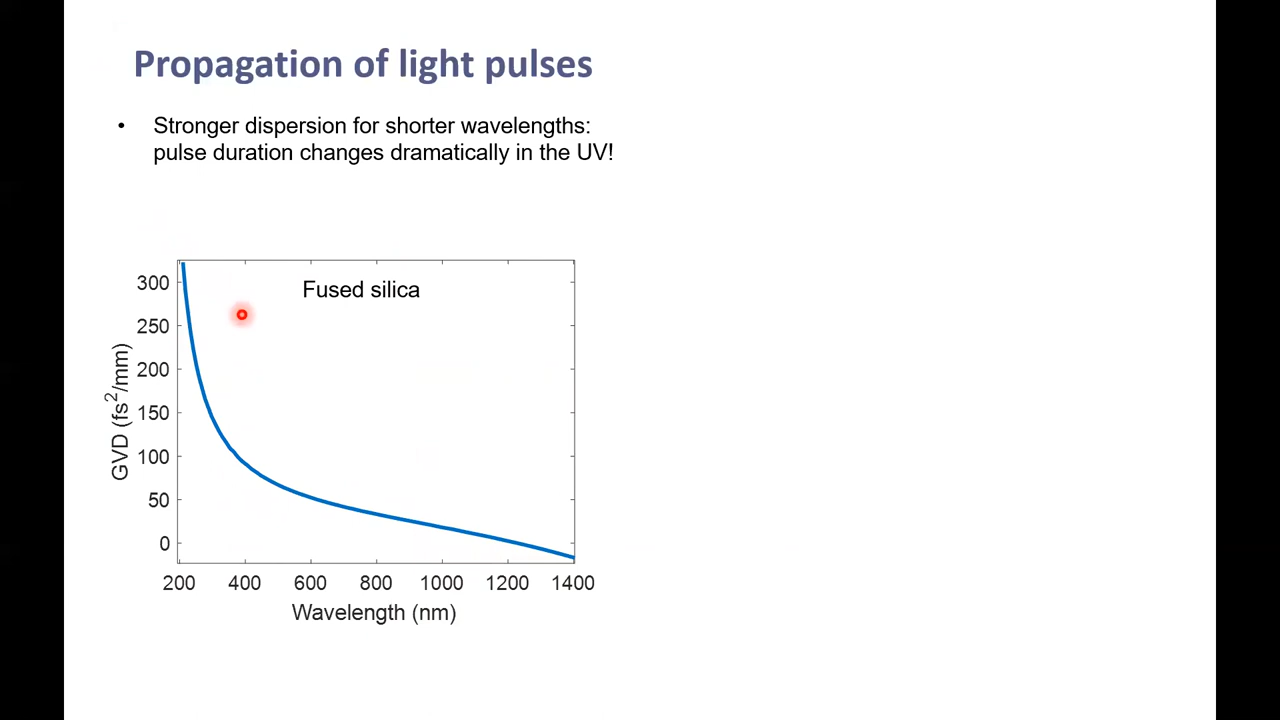 Propagation of light pulses
• Stronger dispersion for shorter wavelengths:
pulse duration changes dramatically in the UV!
Fused silica
300
250
200
150
100
50
0
GVD (fs²/mm)
200 400 600 800 1000 1200 1400
Wavelength (nm)